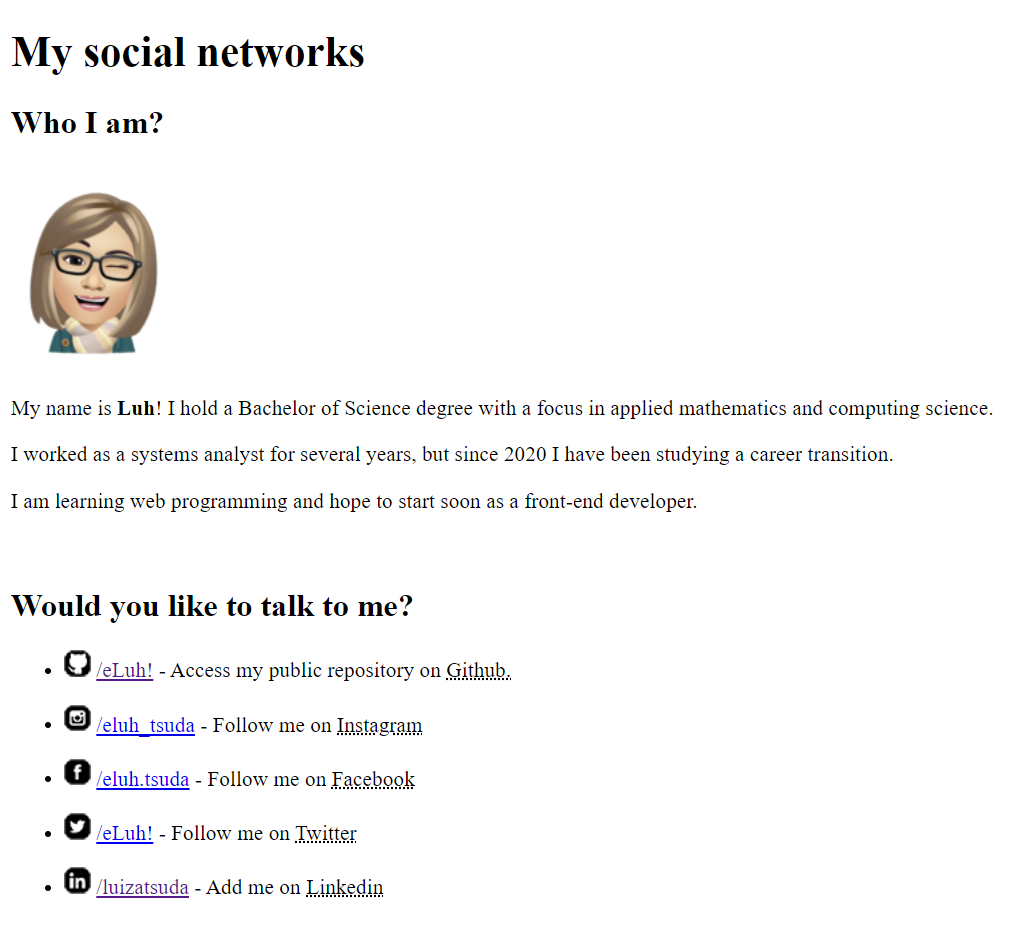 My social networks
Who I am?
My name is Luh! I hold a Bachelor of Science degree with a focus in applied mathematics and computing science.
I worked as a systems analyst for several years, but since 2020 I have been studying a career transition.
I am learning web programming and hope to start soon as a front-end developer.
Would you like to talk to me?
/eLuh! - Access my public repository on Github.
/eluh_tsuda - Follow me on Instagram
/eluh.tsuda - Follow me on Facebook
/eLuh! - Follow me on Twitter
in /luizatsuda - Add me on Linkedin